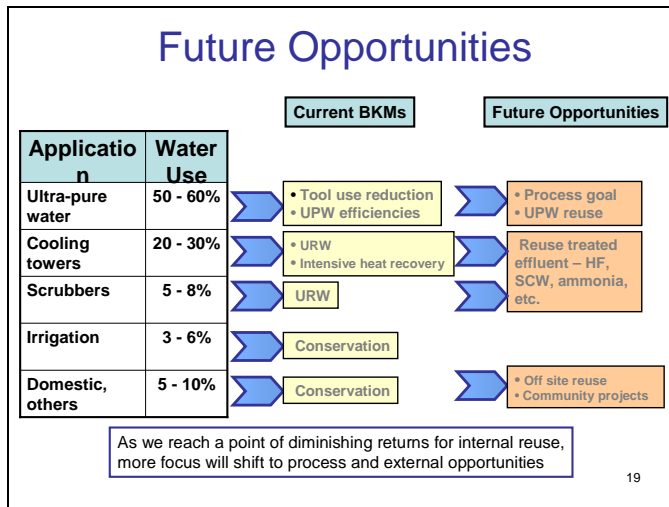 Future Opportunities
Current BKMs
Future Opportunities
Applicatio
n
Water
Use
Ultra-pure
water
50 - 60%
• Tool use reduction
• UPW efficiencies
• Process goal
• UPW reuse
Cooling
towers
20 - 30%
• URW
• Intensive heat recovery
Reuse treated
effluent – HF,
SCW, ammonia,
etc.
Scrubbers
5 - 8%
URW
Irrigation
3 - 6%
Conservation
Domestic,
others
5 - 10%
Conservation
• Off site reuse
• Community projects
As we reach a point of diminishing returns for internal reuse,
more focus will shift to process and external opportunities
19